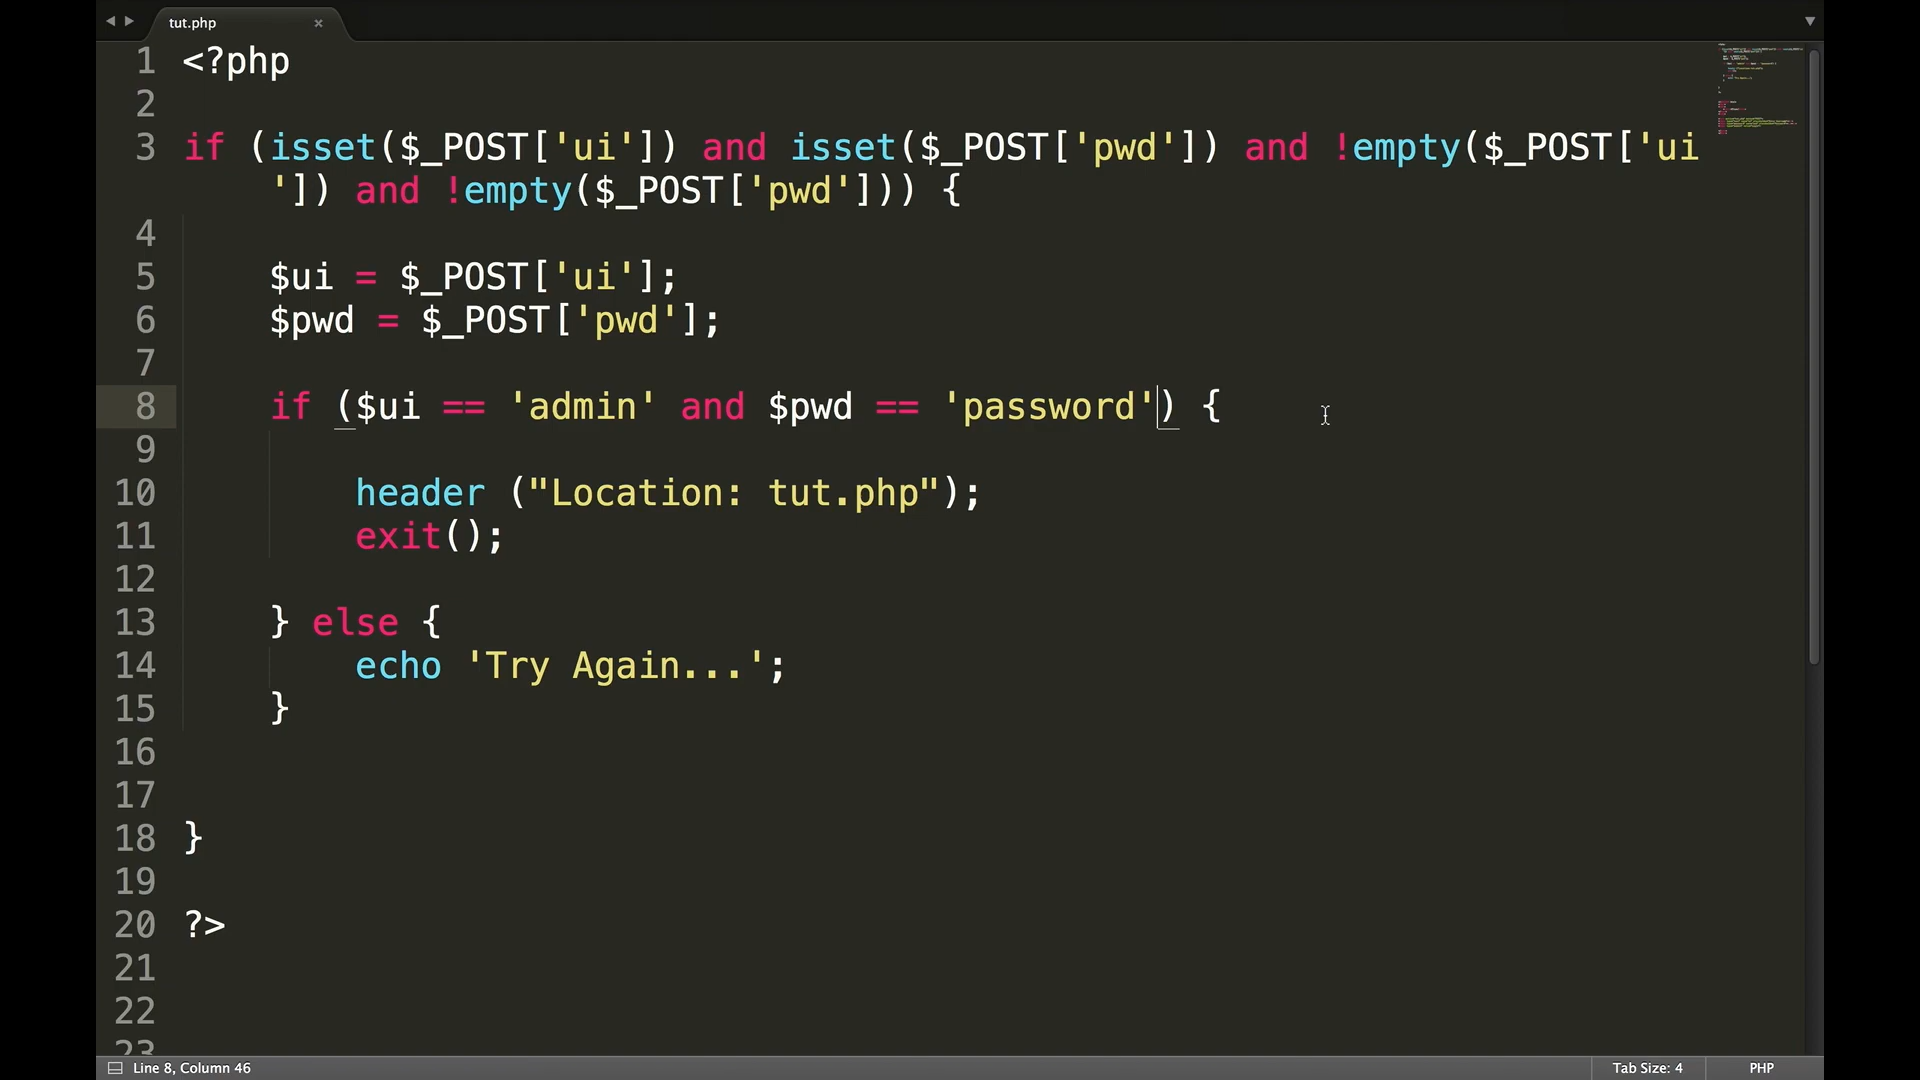 tut.php
1 <?php
2
3 if (isset($_POST['ui']) and isset($_POST['pwd']) and !empty($_POST['ui
']) and !empty($_POST['pwd'])) {
4
5 $ui = $_POST['ui'];
6 $pwd = $_POST['pwd'];
7
8 if ($ui == 'admin' and $pwd == 'password') {
9
10 header ("Location: tut.php");
11 exit();
12
13 } else {
14 echo 'Try Again...';
15 }
16
17
18 }
19
20 ?>
21
22
23
Line 8, Column 46
Tab Size: 4
PHP